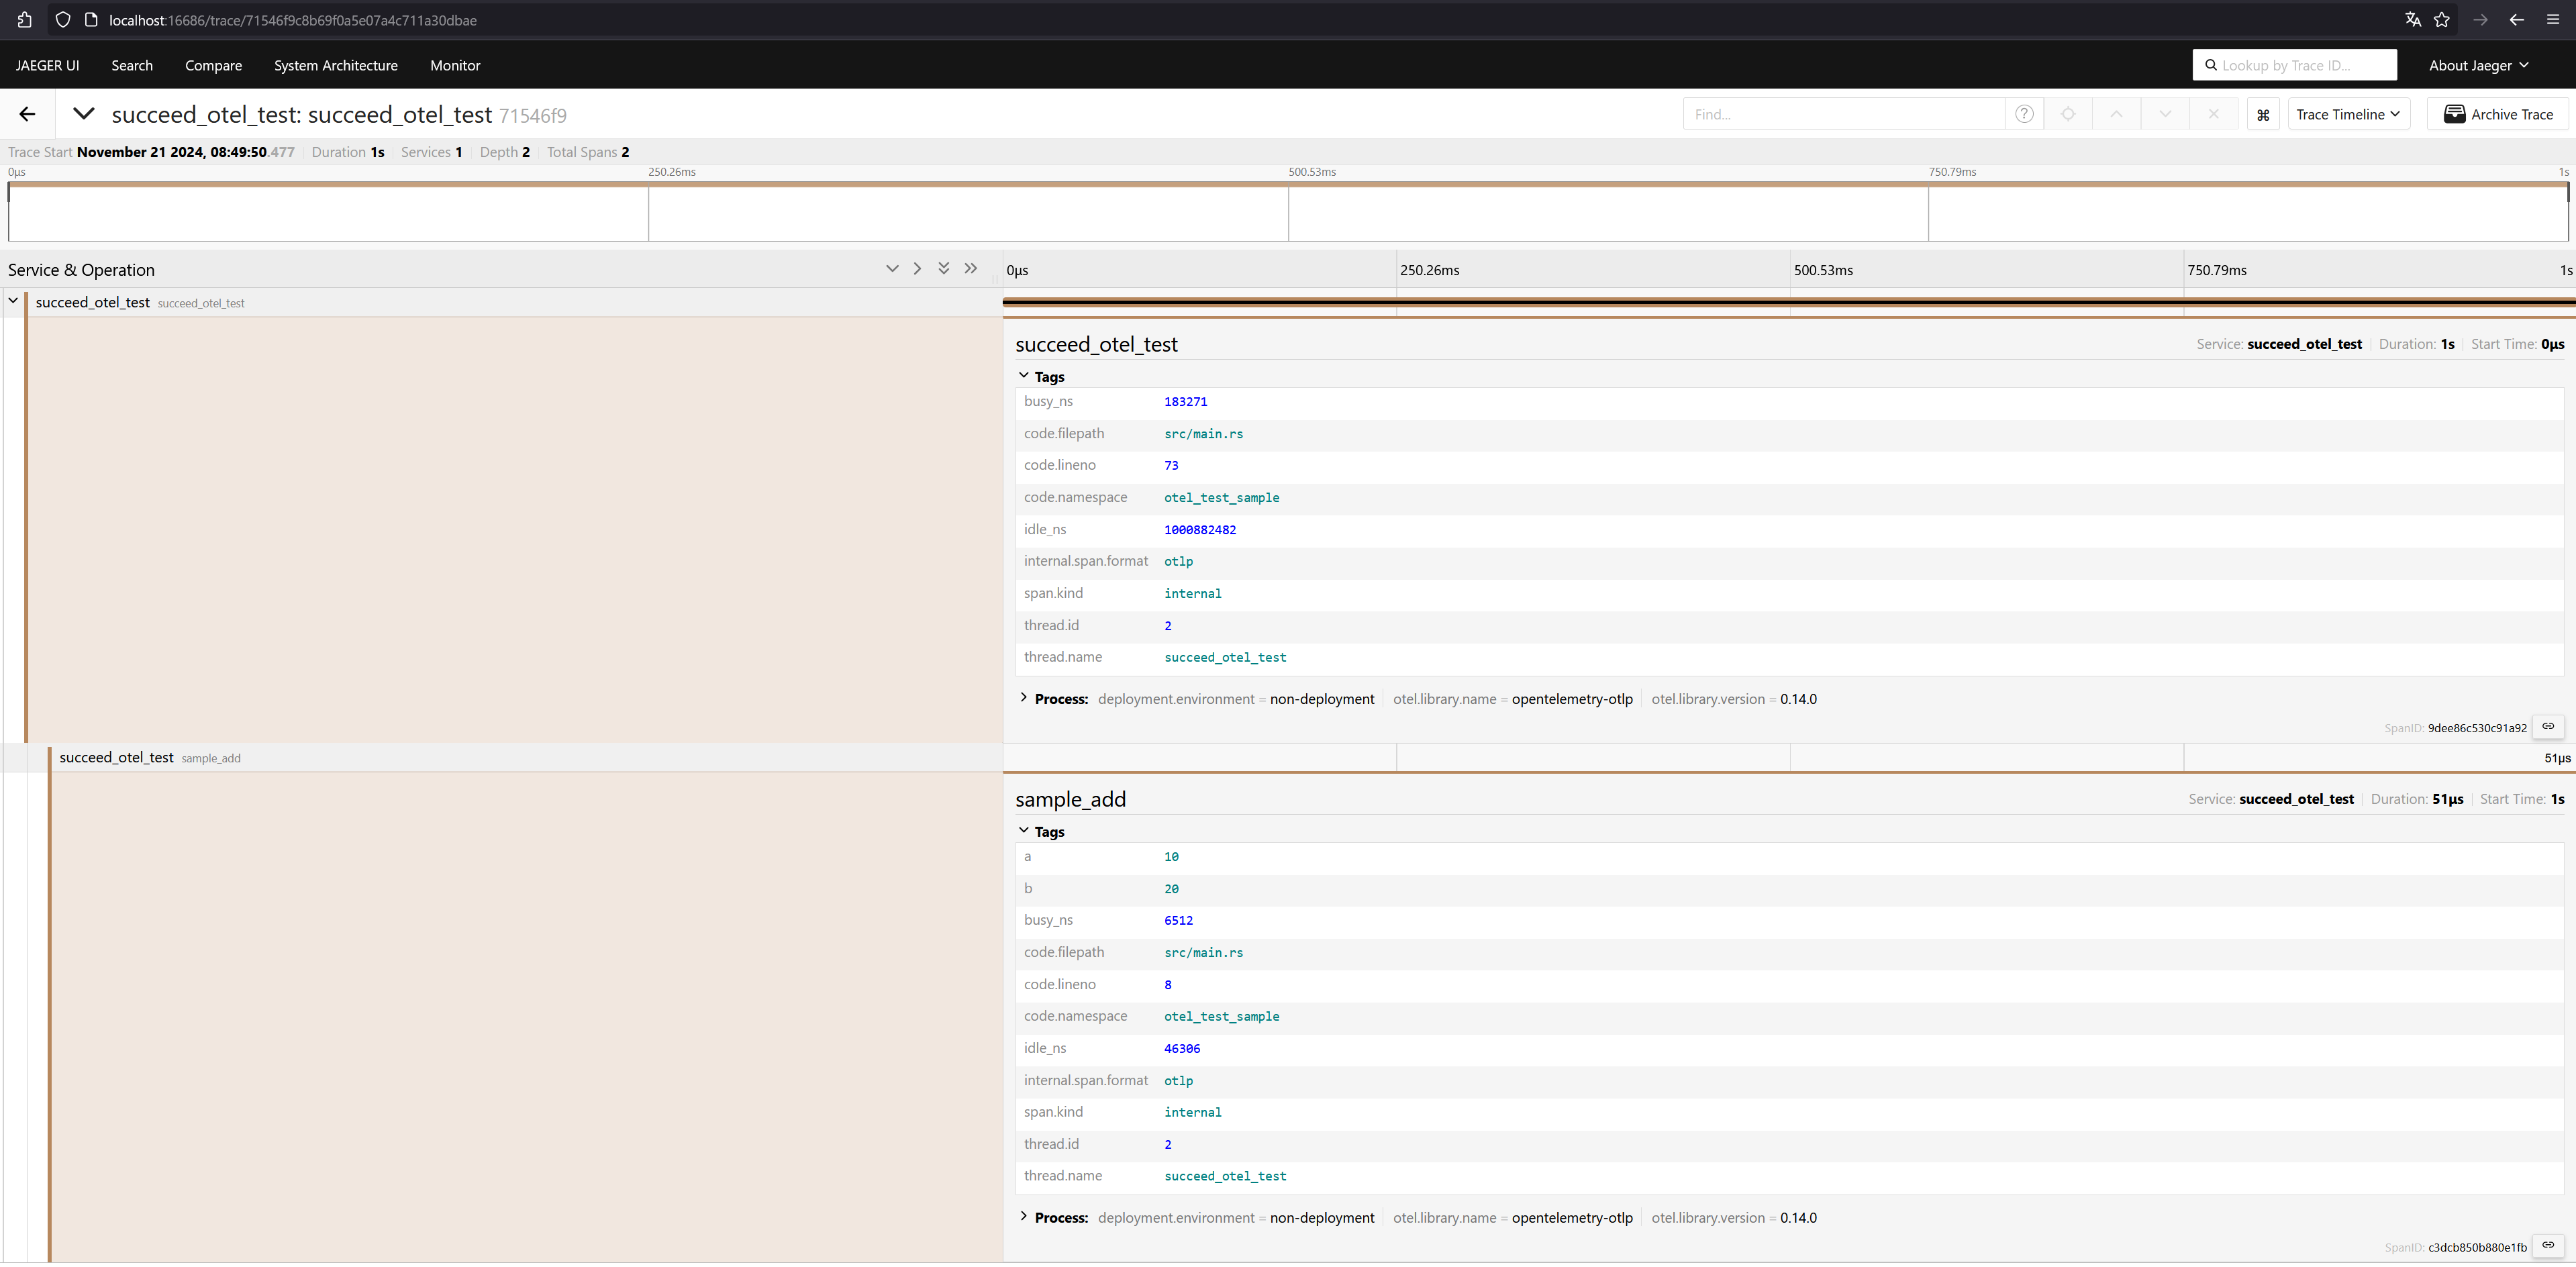 localhost:16686/trace/71546f9c8b69f0a5e07a4c711a30dbae
JAEGER UI Search Compare System Architecture Monitor Lookup by Trace ID... About Jaeger
succeed_otel_test: succeed_otel_test 71546f9 Find... Trace Timeline Archive Trace
Trace Start November 21 2024, 08:49:50.477 Duration 1s Services 1 Depth 2 Total Spans 2
0μs 250.26ms 500.53ms 750.79ms 1s
Service & Operation 0μs 250.26ms 500.53ms 750.79ms 1s
succeed_otel_test succeed_otel_test
succeed_otel_test Service: succeed_otel_test Duration: 1s Start Time: 0μs
Tags
busy_ns 183271
code.filepath src/main.rs
code.lineno 73
code.namespace otel_test_sample
idle_ns 1000882482
internal.span.format otlp
span.kind internal
thread.id 2
thread.name succeed_otel_test
Process: deployment.environment = non-deployment otel.library.name = opentelemetry-otlp otel.library.version = 0.14.0
SpanID: 9dee86c530c91a92
succeed_otel_test sample_add 51μs
sample_add Service: succeed_otel_test Duration: 51μs Start Time: 1s
Tags
a 10
b 20
busy_ns 6512
code.filepath src/main.rs
code.lineno 8
code.namespace otel_test_sample
idle_ns 46306
internal.span.format otlp
span.kind internal
thread.id 2
thread.name succeed_otel_test
Process: deployment.environment = non-deployment otel.library.name = opentelemetry-otlp otel.library.version = 0.14.0
SpanID: c3dcb850b880e1fb